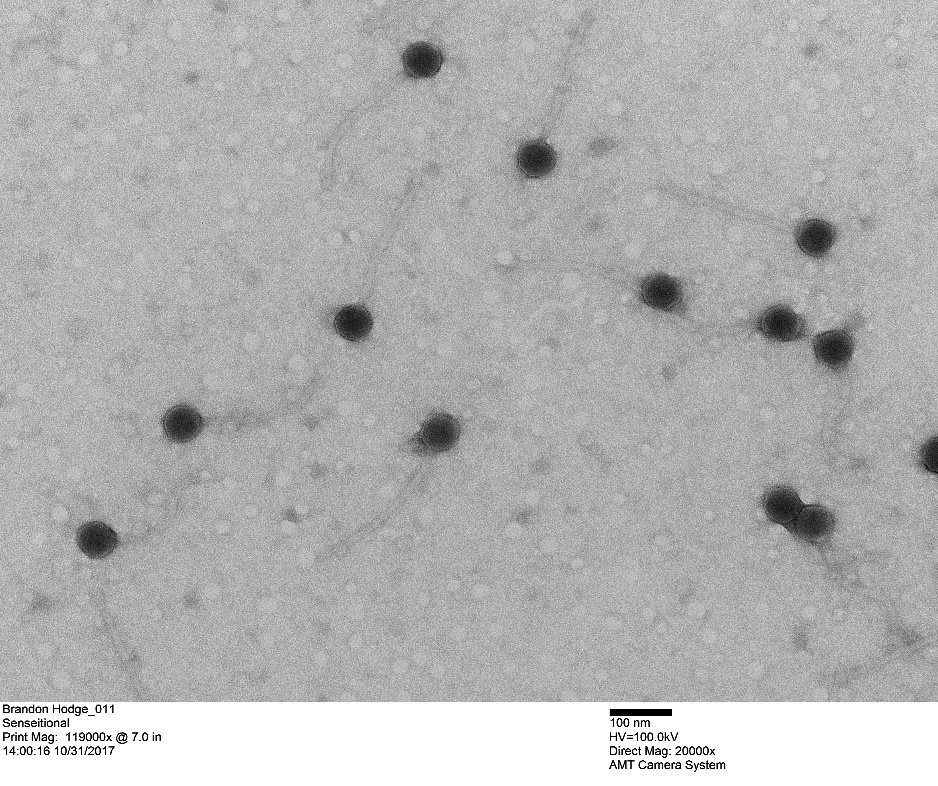 Brandon Hodge_011
Senseitional
Print Mag:  119000x @ 7.0 in
14:00:16 10/31/2017
100 nm
HV=100.0kV
Direct Mag: 20000x
AMT Camera System